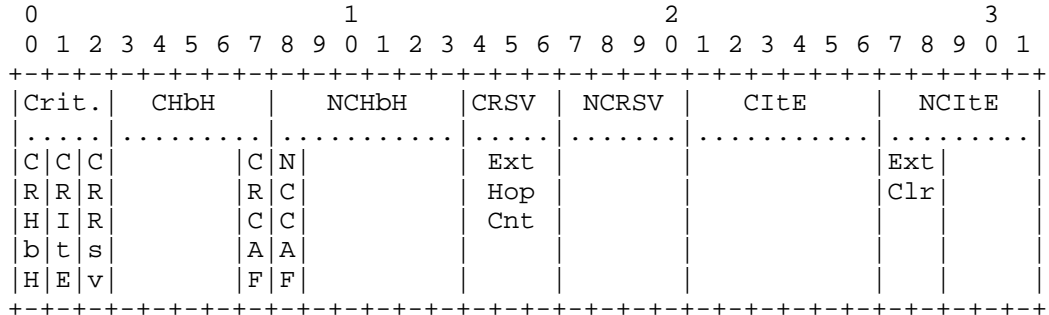 0                   1                   2                   3
 0 1 2 3 4 5 6 7 8 9 0 1 2 3 4 5 6 7 8 9 0 1 2 3 4 5 6 7 8 9 0 1
+-+-+-+-+-+-+-+-+-+-+-+-+-+-+-+-+-+-+-+-+-+-+-+-+-+-+-+-+-+-+-+-+
|Crit.|  CHbH   |   NCHbH   |CRSV | NCRSV |   CItE    |  NCItE  |
|.....|.........|...........|.....|.......|...........|.........|
|C|C|C|       |C|N|         | Ext |       |           |Ext|     |
|R|R|R|       |R|C|         | Hop |       |           |Clr|     |
|H|I|R|       |C|C|         | Cnt |       |           |   |     |
|b|t|s|       |A|A|         |     |       |           |   |     |
|H|E|v|       |F|F|         |     |       |           |   |     |
+-+-+-+-+-+-+-+-+-+-+-+-+-+-+-+-+-+-+-+-+-+-+-+-+-+-+-+-+-+-+-+-+